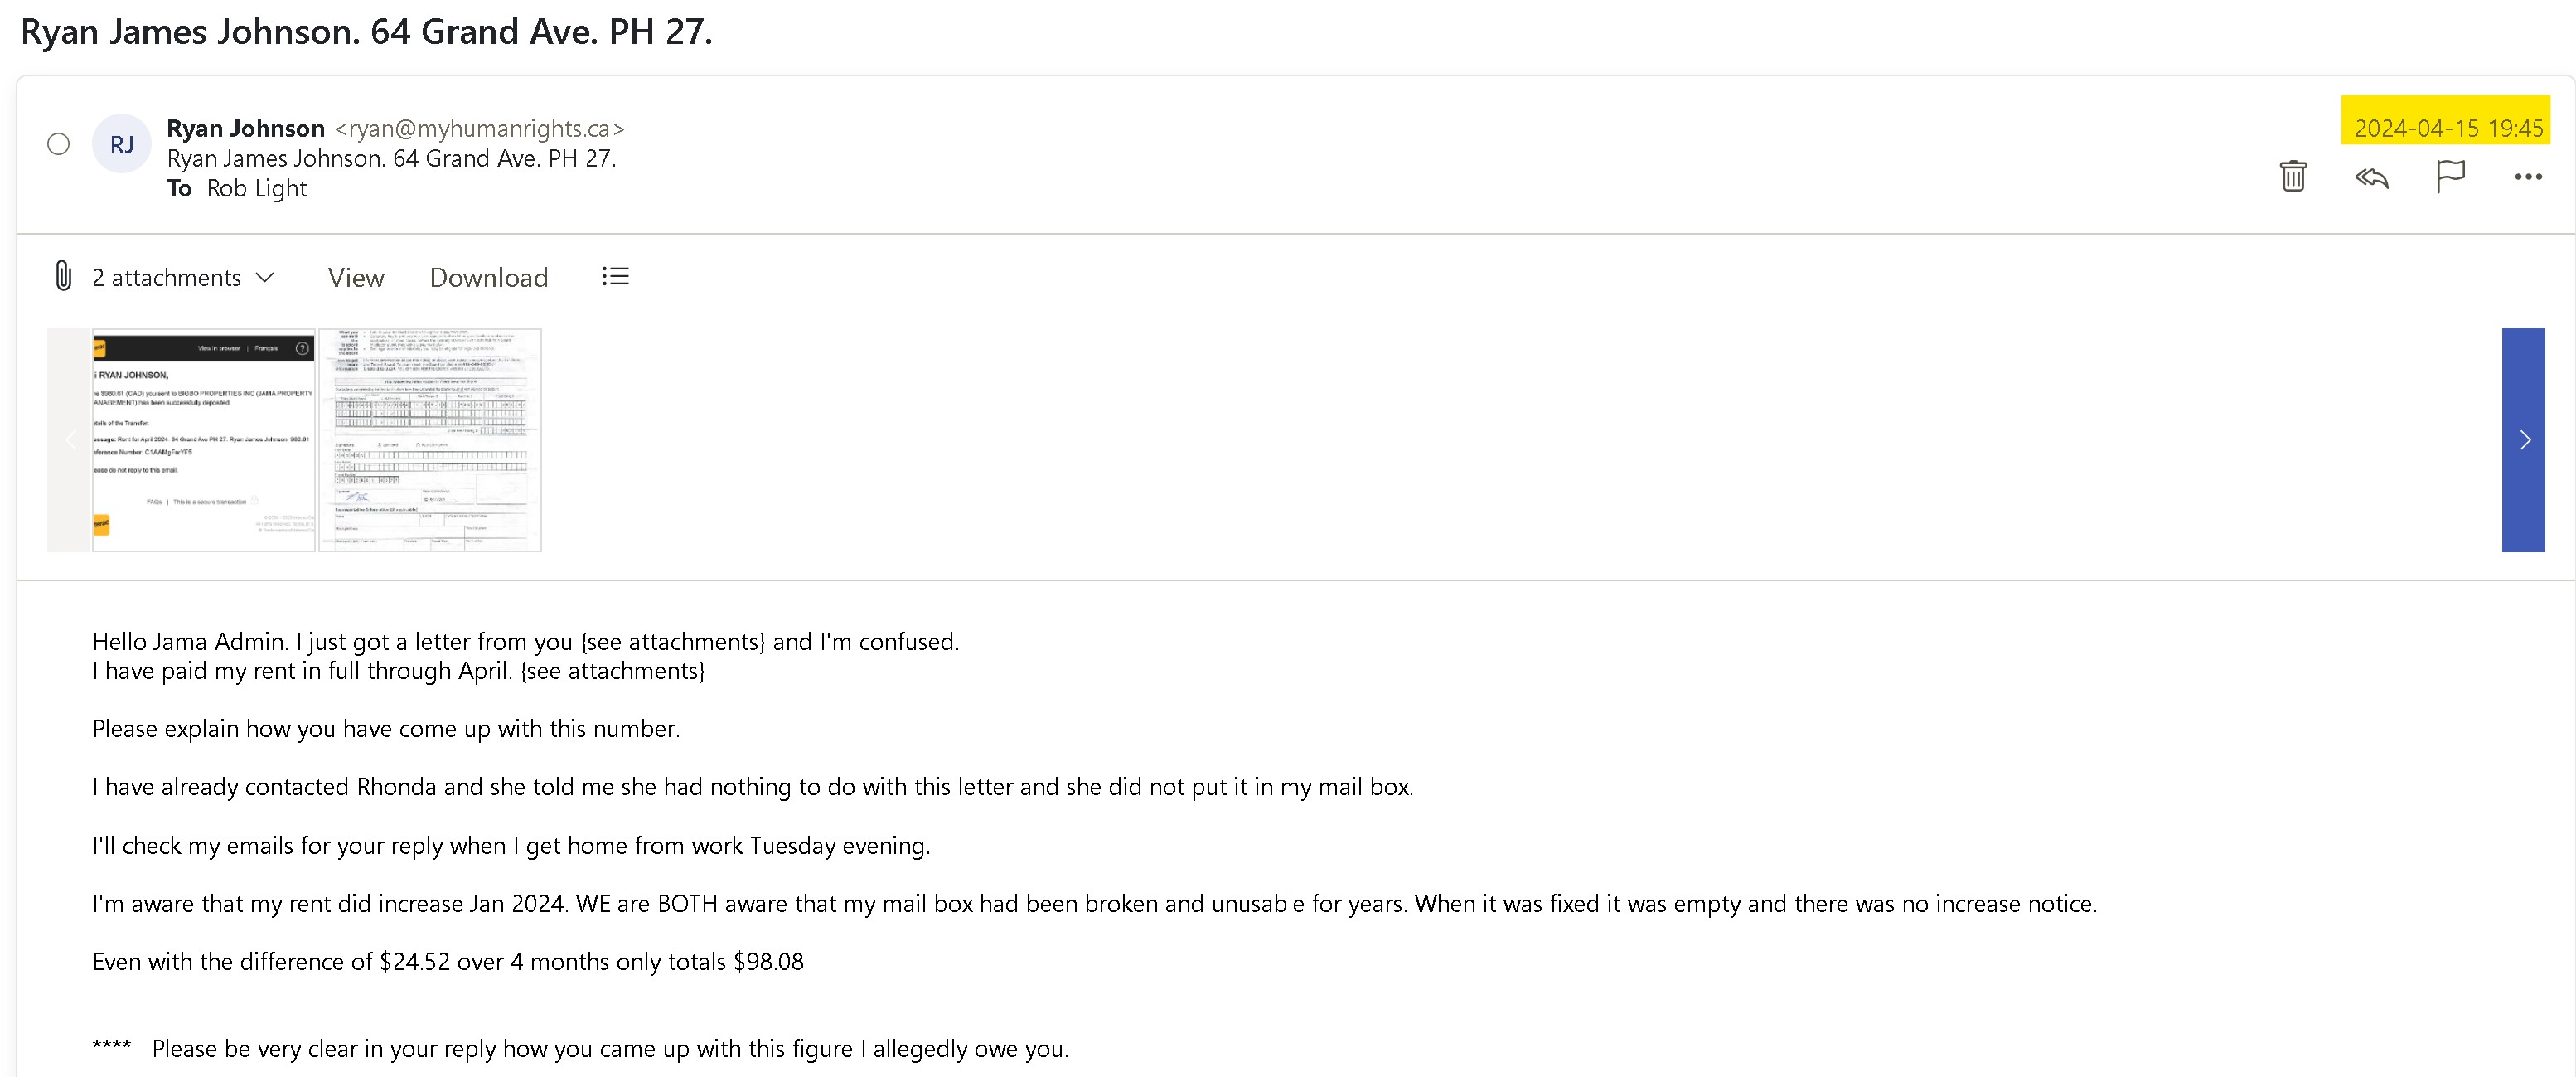 Ryan James Johnson. 64 Grand Ave. PH 27.
RJ
Ryan Johnson <ryan@myhumanrights.ca>
2024-04-15 19:45
Ryan James Johnson. 64 Grand Ave. PH 27.
To Rob Light
2 attachments
View
Download
View in browser | Français
RYAN JOHNSON,
$980.61 (CAD) you sent to BIGBO PROPERTIES INC (JAMA PROPERTY
ANAGEMENT) has been successfully deposited.
etails of the Transfer:
essage: Rent for April 2024. 64 Grand Ave PH 27. Ryan James Johnson. 980.61
eference Number:
ease do not reply to this email.
FAQs | This is a secure transaction
Hello Jama Admin. I just got a letter from you {see attachments} and I'm confused.
I have paid my rent in full through April. {see attachments}
Please explain how you have come up with this number.
I have already contacted Rhonda and she told me she had nothing to do with this letter and she did not put it in my mail box.
I'll check my emails for your reply when I get home from work Tuesday evening.
I'm aware that my rent did increase Jan 2024. WE are BOTH aware that my mail box had been broken and unusable for years. When it was fixed it was empty and there was no increase notice.
Even with the difference of $24.52 over 4 months only totals $98.08
**** Please be very clear in your reply how you came up with this figure I allegedly owe you.